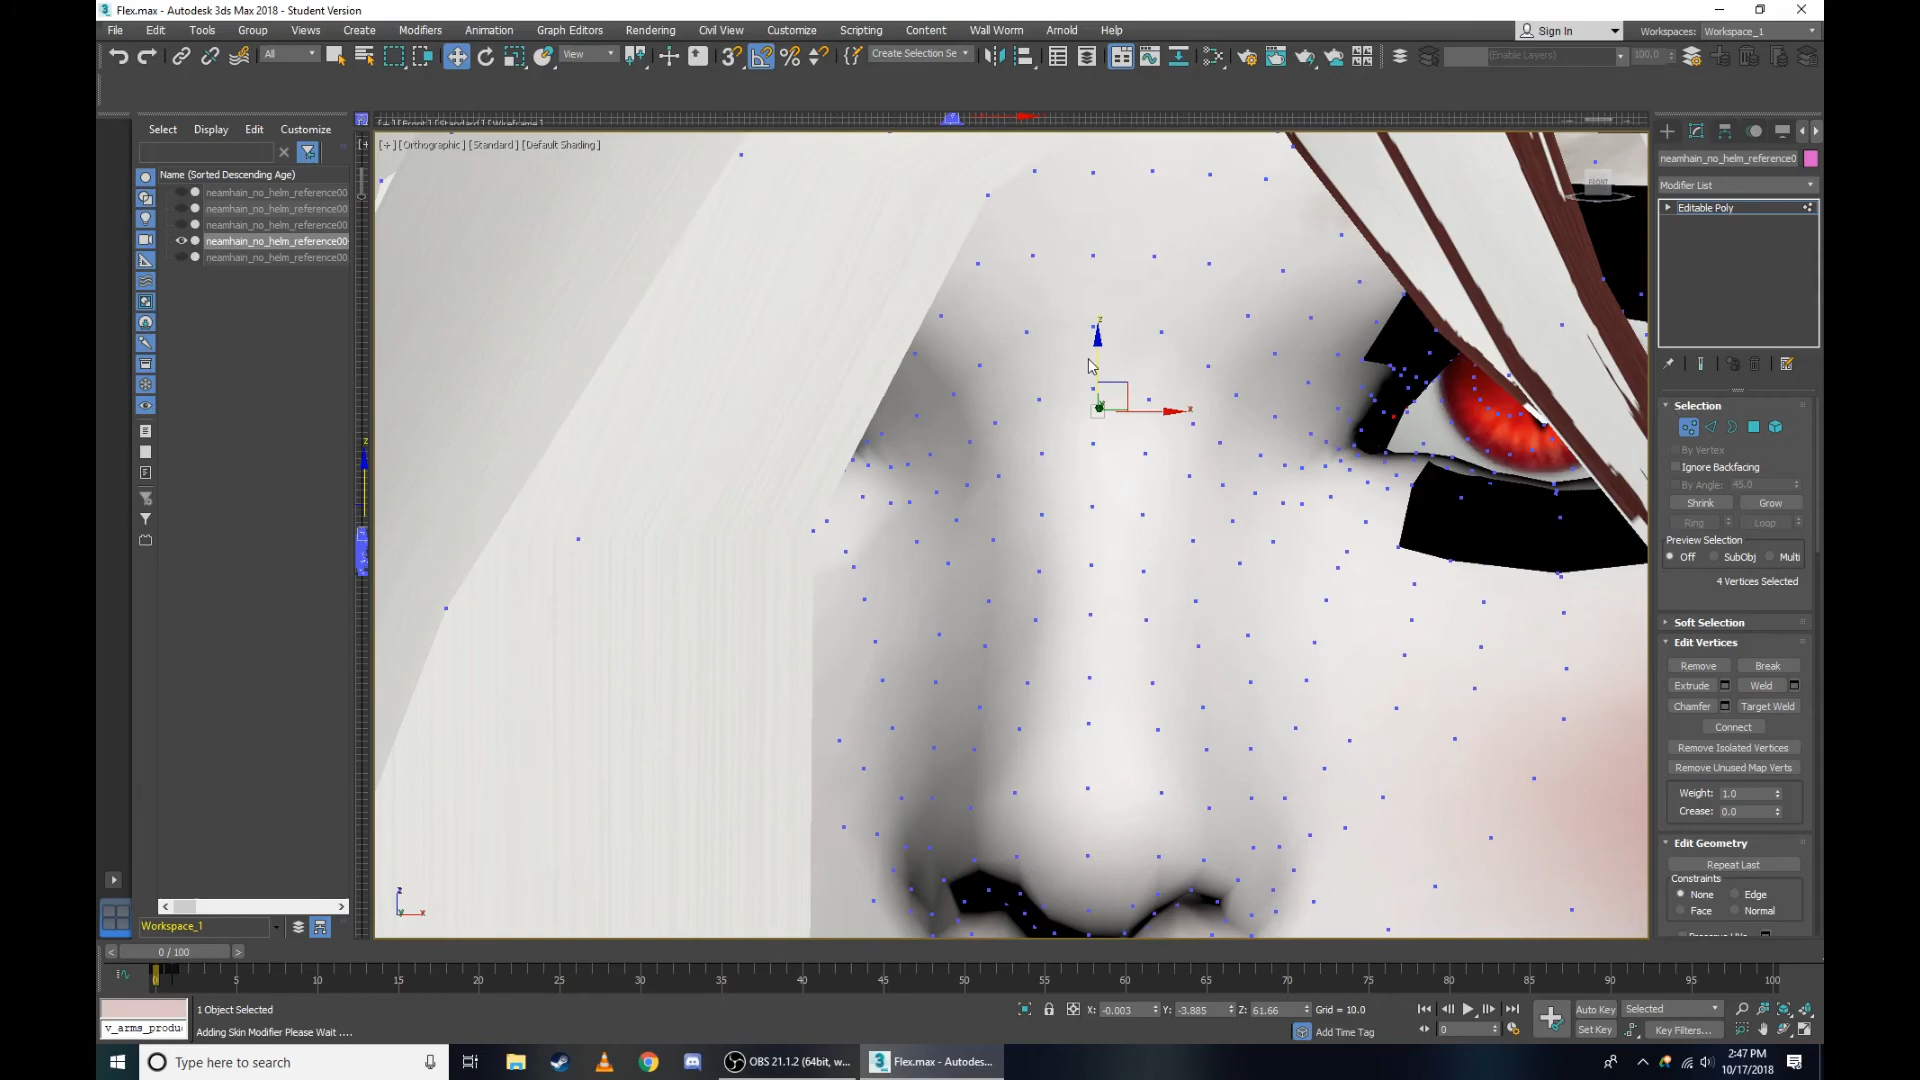 Flex.max - Autodesk 3ds Max 2018 - Student Version
File Edit Tools Group Views Create Modifiers Animation Graph Editors Rendering Civil View Customize Scripting Content Wall Worm Arnold Help
Sign In Workspaces: Workspace_1
All View Create Selection Se (Enable Layers) 100.0
Select Display Edit Customize
[+] [Front] [Standard] [Wireframe]
[+] [Orthographic] [Standard] [Default Shading]
Name (Sorted Descending Age)
neamhain_no_helm_reference00
neamhain_no_helm_reference00
neamhain_no_helm_reference00
neamhain_no_helm_reference00
neamhain_no_helm_reference00
FRONT
z
x
z
z
x
y
neamhain_no_helm_reference0
Modifier List
Editable Poly
Selection
By Vertex
Ignore Backfacing
By Angle: 45.0
Shrink Grow
Ring Loop
Preview Selection
Off SubObj Multi
4 Vertices Selected
Soft Selection
Edit Vertices
Remove Break
Extrude Weld
Chamfer Target Weld
Connect
Remove Isolated Vertices
Remove Unused Map Verts
Weight: 1.0
Crease: 0.0
Edit Geometry
Repeat Last
Constraints
None Edge
Face Normal
Workspace_1
0 / 100
5 10 15 20 25 30 35 40 45 50 55 60 65 70 75 80 85 90 95 100
1 Object Selected
X: -0.003 Y: -3.885 Z: 61.66 Grid = 10.0
Auto Key Selected
v_arms_produ
Adding Skin Modifier Please Wait ....
Add Time Tag
0
Set Key Key Filters...
Type here to search
OBS 21.1.2 (64bit, w...
Flex.max - Autodes...
2:47 PM
10/17/2018